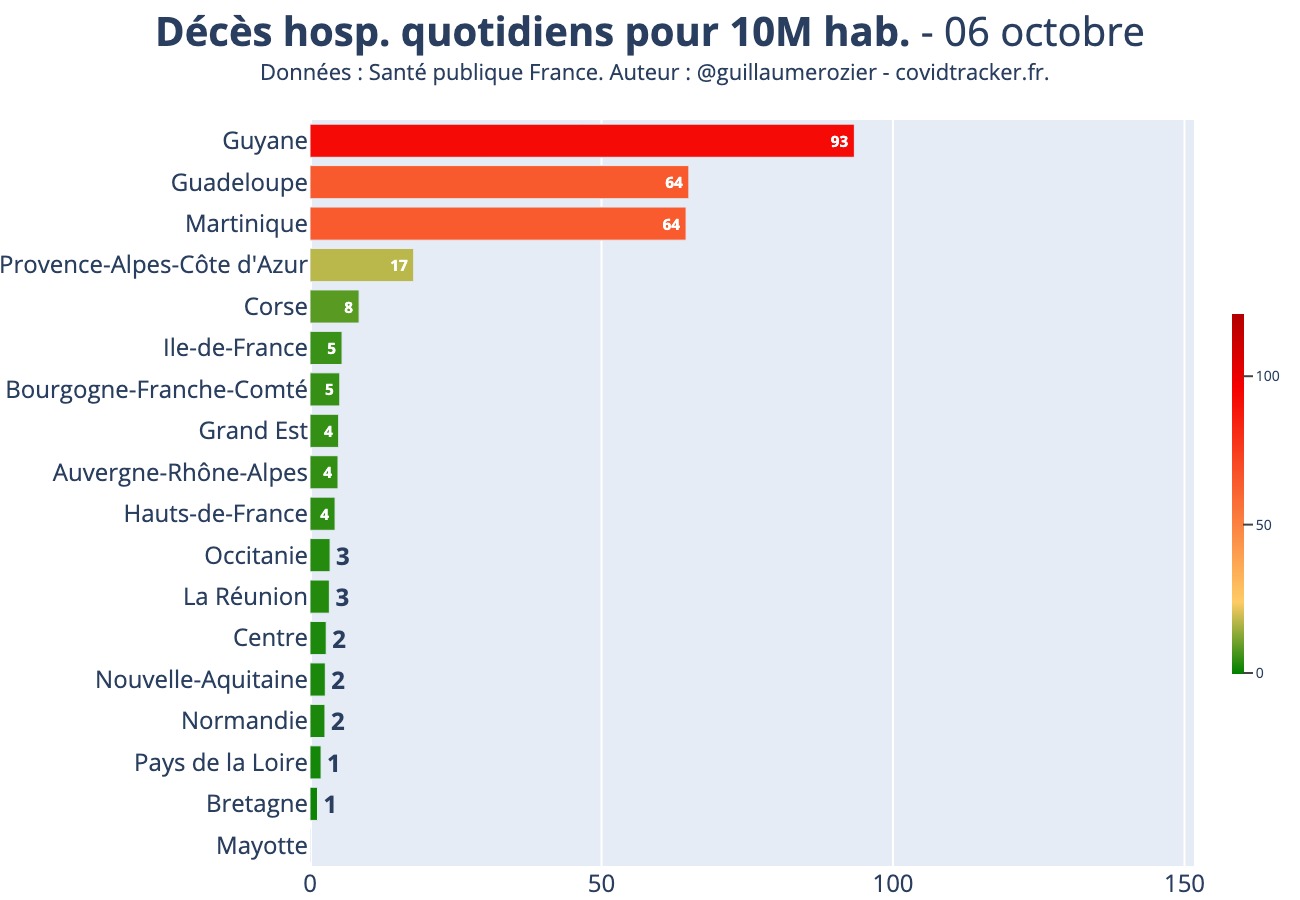 Décès hosp. quotidiens pour 10M hab. - 06 octobre
Données : Santé publique France. Auteur : @guillaumerozier - covidtracker.fr.
Guyane 93
Guadeloupe 64
Martinique 64
Provence-Alpes-Côte d'Azur 17
Corse 8
Ile-de-France 5
Bourgogne-Franche-Comté 5
Grand Est 4
Auvergne-Rhône-Alpes 4
Hauts-de-France 4
Occitanie 3
La Réunion 3
Centre 2
Nouvelle-Aquitaine 2
Normandie 2
Pays de la Loire 1
Bretagne 1
Mayotte
0 50 100 150
100
50
0